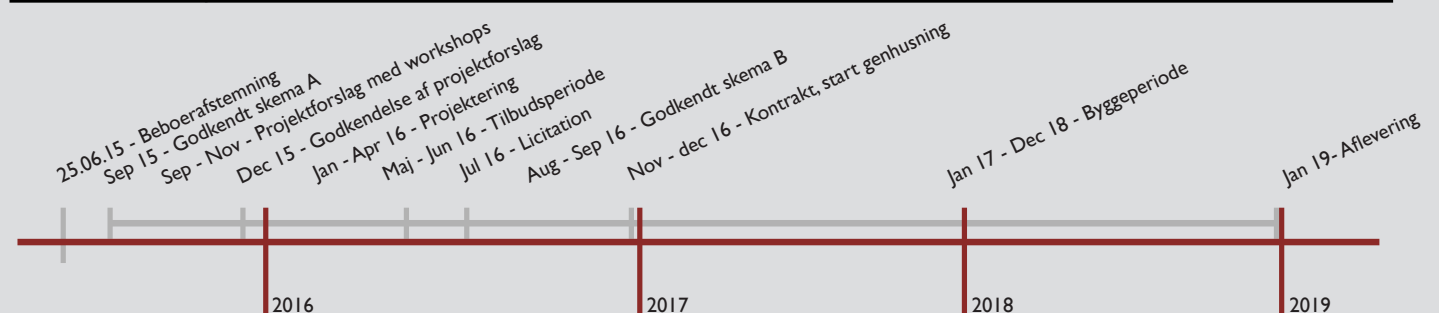 25.06.15 - Beboerafstemning
Sep 15 - Godkendt skema A
Sep - Nov - Projektforslag med workshops
Dec 15 - Godkendelse af projektforslag
Jan - Apr 16 - Projektering
Maj - Jun 16 - Tilbudsperiode
Jul 16 - Licitation
Aug - Sep 16 - Godkendt skema B
Nov - dec 16 - Kontrakt, start genhusning
Jan 17 - Dec 18 - Byggeperiode
Jan 19- Aflevering
2016
2017
2018
2019